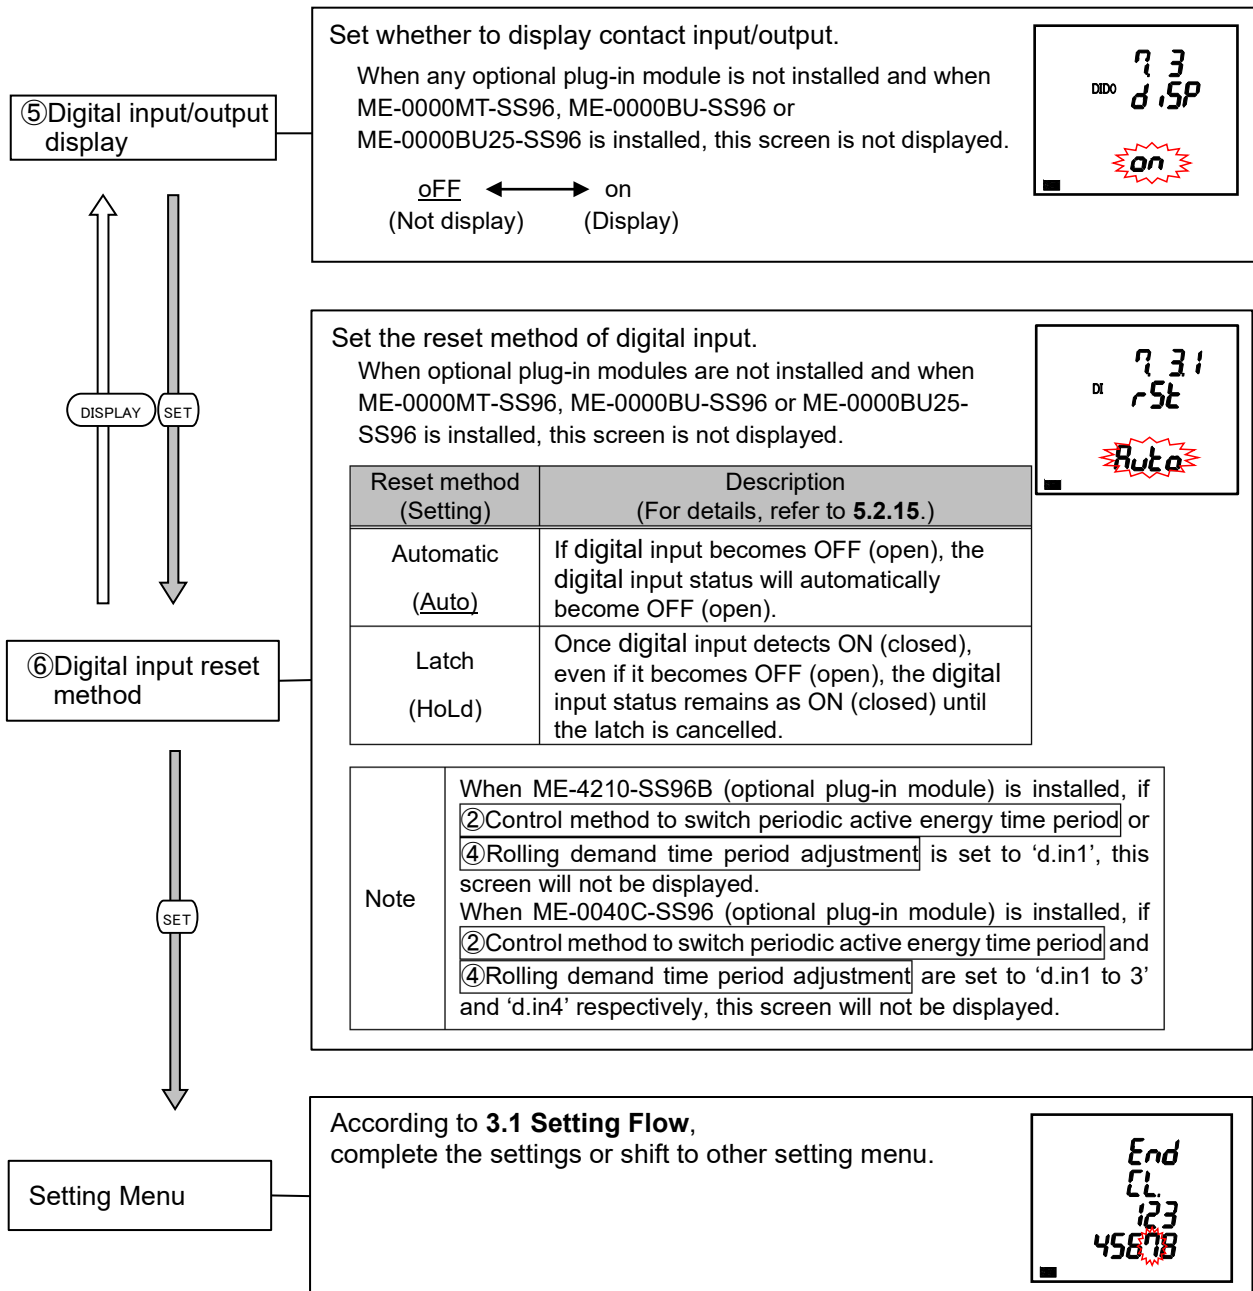 ⑤Digital input/output
display
Set whether to display contact input/output.
When any optional plug-in module is not installed and when
ME-0000MT-SS96, ME-0000BU-SS96 or
ME-0000BU25-SS96 is installed, this screen is not displayed.
oFF on
(Not display) (Display)
7.3
DIDO diSP
on
DISPLAY SET
⑥Digital input reset
method
Set the reset method of digital input.
When optional plug-in modules are not installed and when
ME-0000MT-SS96, ME-0000BU-SS96 or ME-0000BU25-
SS96 is installed, this screen is not displayed.
7.3.1
DI rSt
Auto
Reset method
(Setting)
Description
(For details, refer to 5.2.15.)
Automatic
(Auto)
If digital input becomes OFF (open), the
digital input status will automatically
become OFF (open).
Latch
(HoLd)
Once digital input detects ON (closed),
even if it becomes OFF (open), the digital
input status remains as ON (closed) until
the latch is cancelled.
Note
When ME-4210-SS96B (optional plug-in module) is installed, if
②Control method to switch periodic active energy time period or
④Rolling demand time period adjustment is set to ‘d.in1’, this
screen will not be displayed.
When ME-0040C-SS96 (optional plug-in module) is installed, if
②Control method to switch periodic active energy time period and
④Rolling demand time period adjustment are set to ‘d.in1 to 3’
and ‘d.in4’ respectively, this screen will not be displayed.
SET
Setting Menu
According to 3.1 Setting Flow,
complete the settings or shift to other setting menu.
End
CL.
123
45678